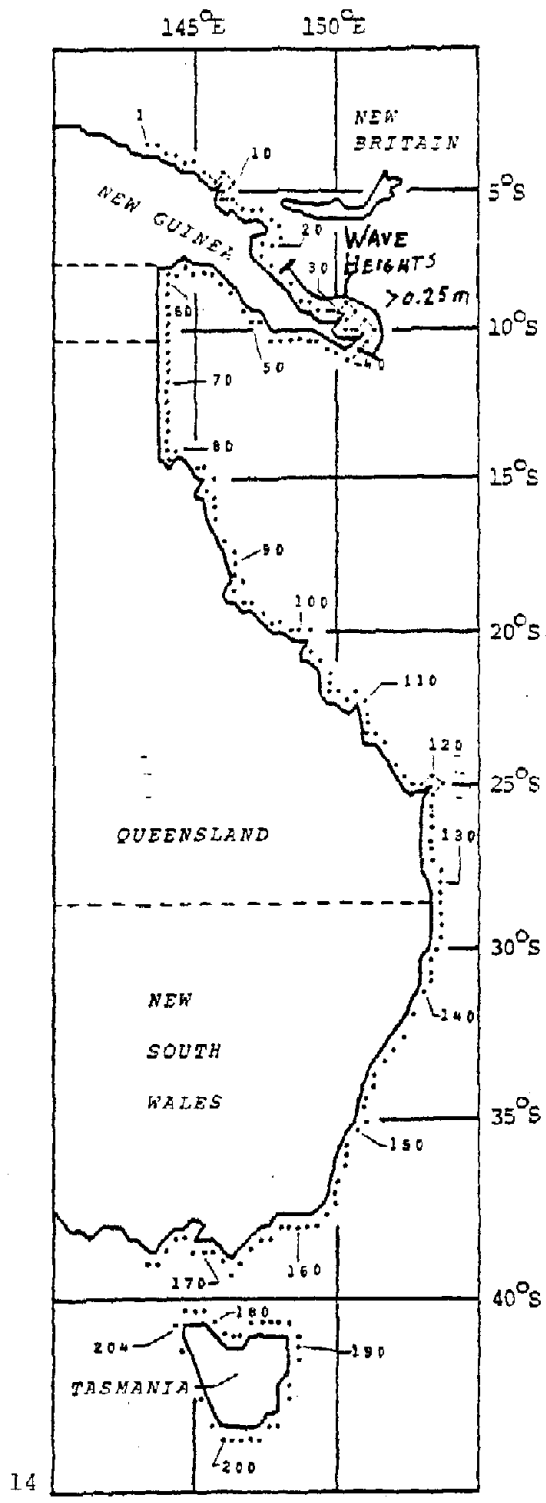 145°E 150°E
1
10
NEW
BRITAIN
5°S
NEW GUINEA
20
WAVE
HEIGHTS
30
>0.25m
60
10°S
50
40
70
80
15°S
90
100
20°S
110
120
25°S
QUEENSLAND
130
30°S
NEW
140
SOUTH
WALES
35°S
150
160
170
40°S
180
204
190
TASMANIA
200
14